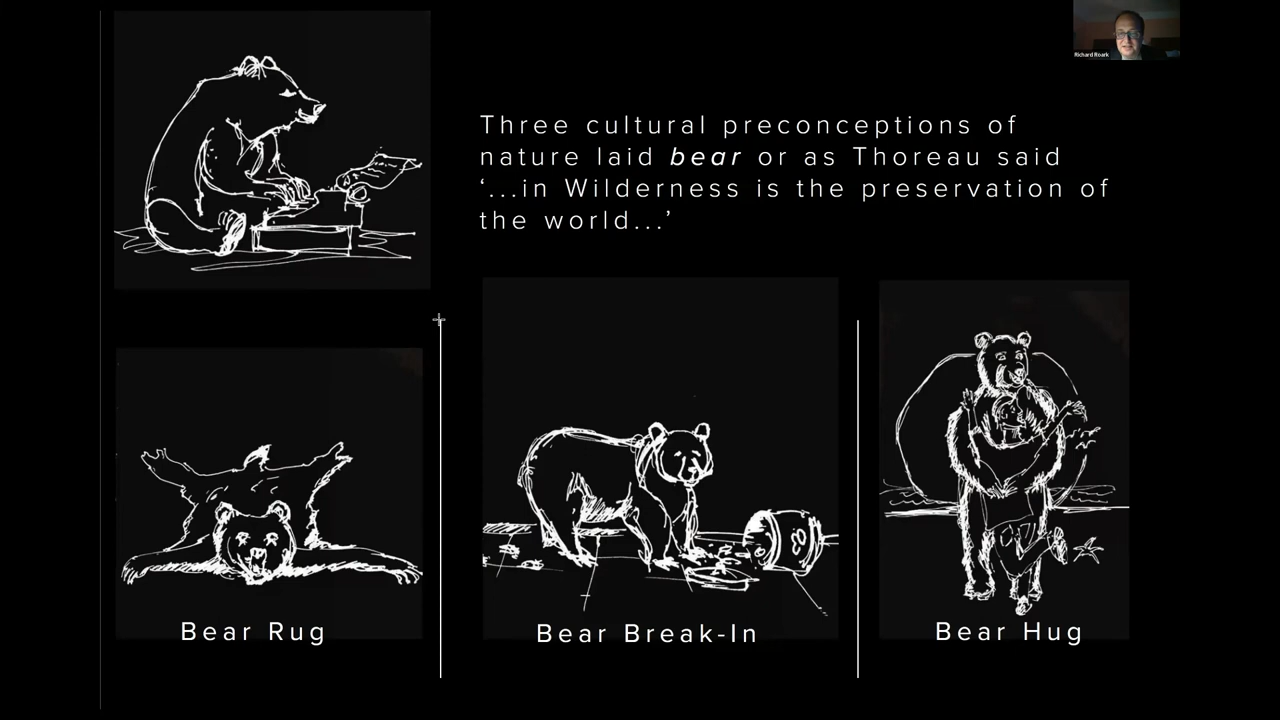 Richard Roark
Three cultural preconceptions of
nature laid bear or as Thoreau said
‘...in Wilderness is the preservation of
the world...’
Bear Rug
Bear Break-In
Bear Hug